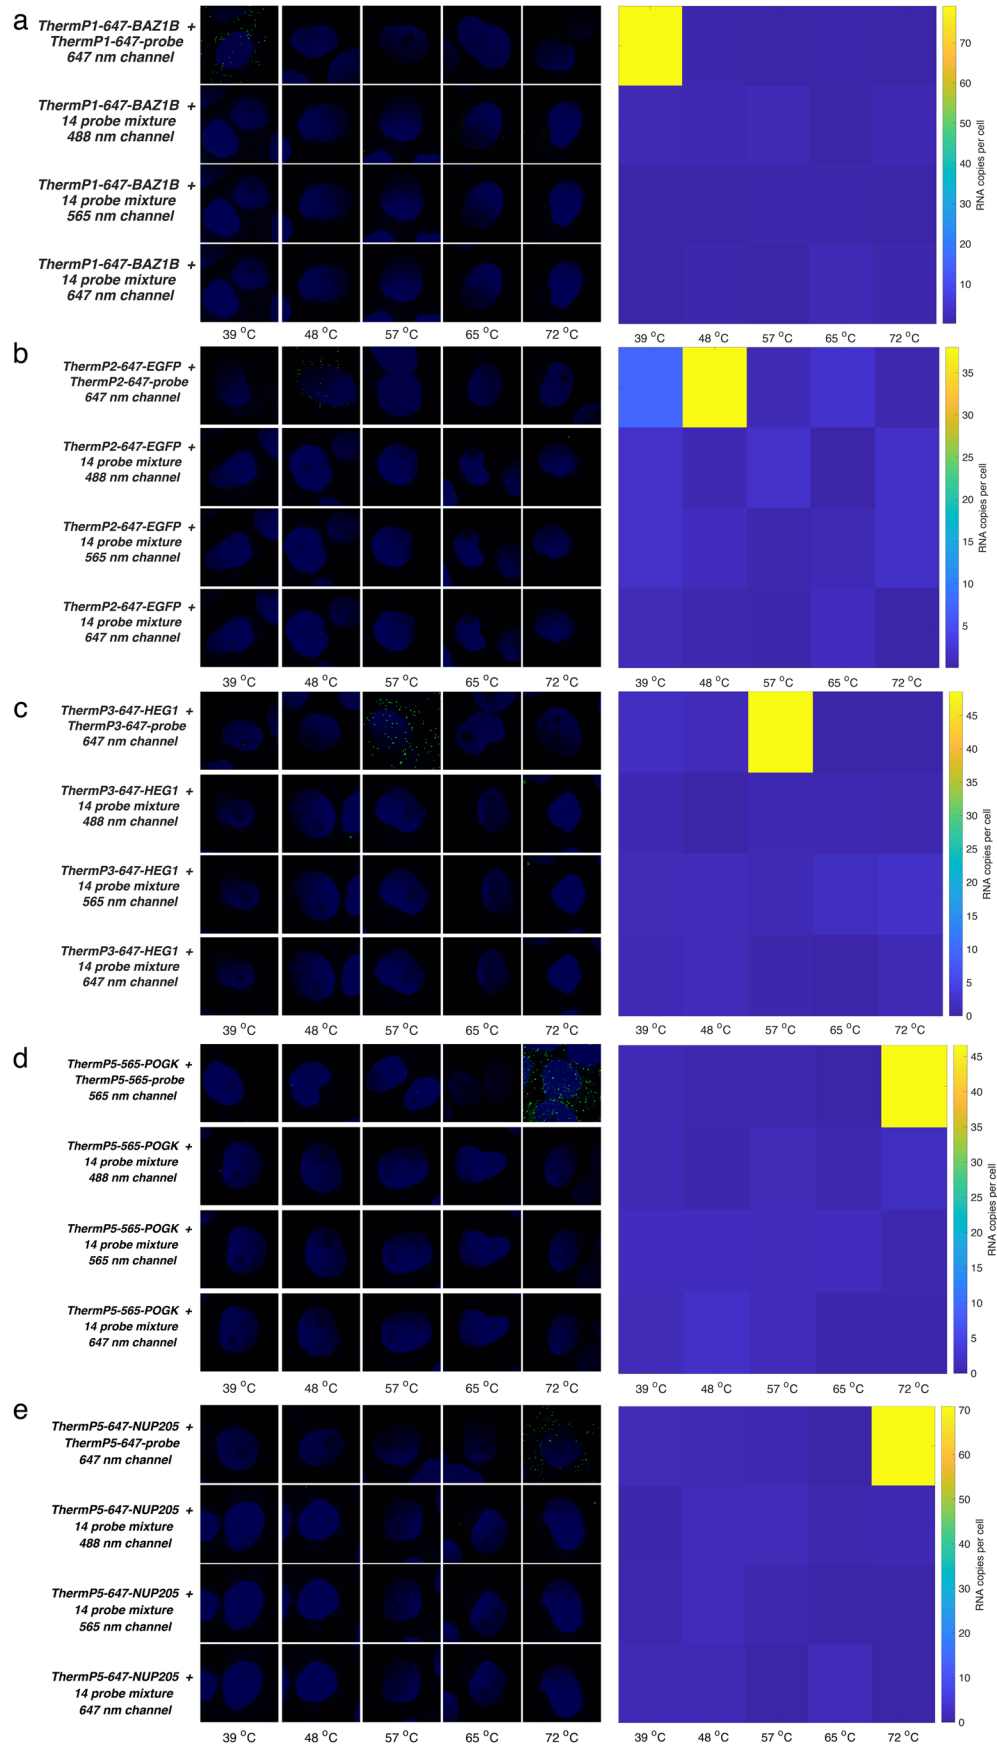 a
ThermP1-647-BAZ1B +
ThermP1-647-probe
647 nm channel
ThermP1-647-BAZ1B +
14 probe mixture
488 nm channel
ThermP1-647-BAZ1B +
14 probe mixture
565 nm channel
ThermP1-647-BAZ1B +
14 probe mixture
647 nm channel
39 °C 48 °C 57 °C 65 °C 72 °C
39 °C 48 °C 57 °C 65 °C 72 °C
70
60
50
40
30
20
10
RNA copies per cell
b
ThermP2-647-EGFP +
ThermP2-647-probe
647 nm channel
ThermP2-647-EGFP +
14 probe mixture
488 nm channel
ThermP2-647-EGFP +
14 probe mixture
565 nm channel
ThermP2-647-EGFP +
14 probe mixture
647 nm channel
39 °C 48 °C 57 °C 65 °C 72 °C
39 °C 48 °C 57 °C 65 °C 72 °C
35
30
25
20
15
10
5
RNA copies per cell
c
ThermP3-647-HEG1 +
ThermP3-647-probe
647 nm channel
ThermP3-647-HEG1 +
14 probe mixture
488 nm channel
ThermP3-647-HEG1 +
14 probe mixture
565 nm channel
ThermP3-647-HEG1 +
14 probe mixture
647 nm channel
39 °C 48 °C 57 °C 65 °C 72 °C
39 °C 48 °C 57 °C 65 °C 72 °C
45
40
35
30
25
20
15
10
5
0
RNA copies per cell
d
ThermP5-565-POGK +
ThermP5-565-probe
565 nm channel
ThermP5-565-POGK +
14 probe mixture
488 nm channel
ThermP5-565-POGK +
14 probe mixture
565 nm channel
ThermP5-565-POGK +
14 probe mixture
647 nm channel
39 °C 48 °C 57 °C 65 °C 72 °C
39 °C 48 °C 57 °C 65 °C 72 °C
45
40
35
30
25
20
15
10
5
0
RNA copies per cell
e
ThermP5-647-NUP205 +
ThermP5-647-probe
647 nm channel
ThermP5-647-NUP205 +
14 probe mixture
488 nm channel
ThermP5-647-NUP205 +
14 probe mixture
565 nm channel
ThermP5-647-NUP205 +
14 probe mixture
647 nm channel
39 °C 48 °C 57 °C 65 °C 72 °C
39 °C 48 °C 57 °C 65 °C 72 °C
70
60
50
40
30
20
10
0
RNA copies per cell